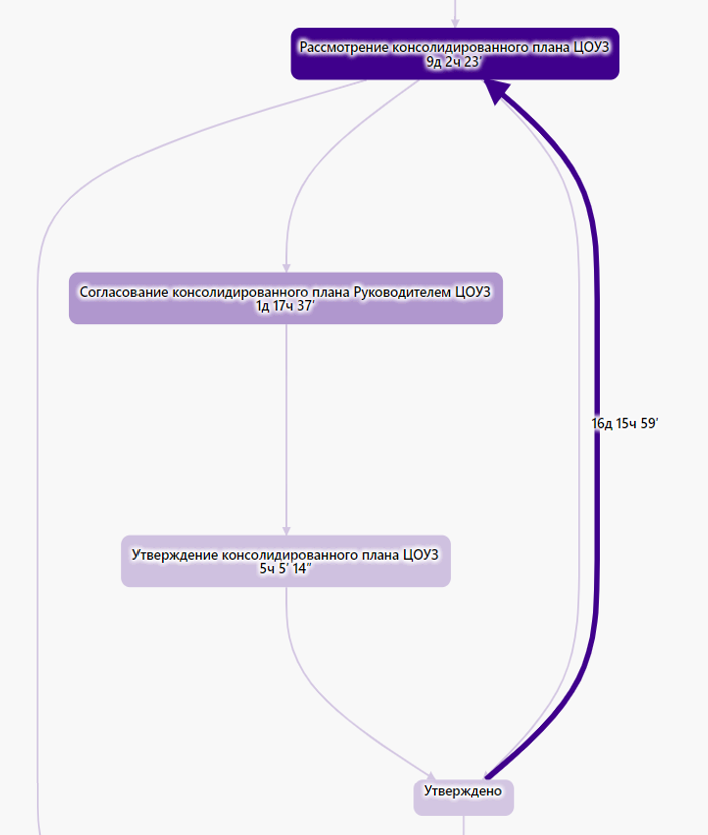 Рассмотрение консолидированного плана ЦОУЗ
9д 2ч 23'
Согласование консолидированного плана Руководителем ЦОУЗ
1д 17ч 37'
16д 15ч 59'
Утверждение консолидированного плана ЦОУЗ
5ч 5' 14"
Утверждено